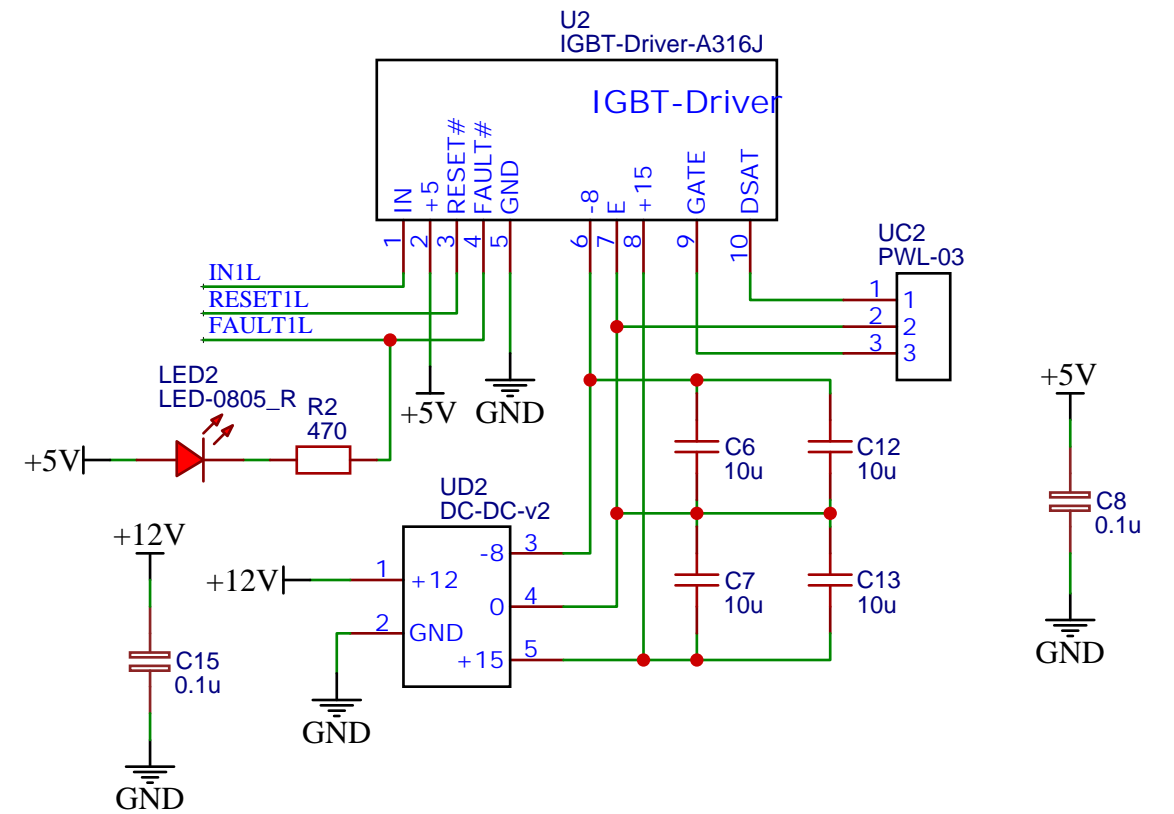 U2
IGBT-Driver-A316J
IGBT-Driver
IN
+5
RESET#
FAULT#
GND
-8
E
+15
GATE
DSAT
1
2
3
4
5
6
7
8
9
10
UC2
PWL-03
1 1
2 2
3 3
IN1L
RESET1L
FAULT1L
LED2
LED-0805_R
R2
470
+5V
+5V
GND
+5V
C6
10u
C12
10u
C8
0.1u
GND
UD2
DC-DC-v2
-8 3
+12V
+12V
1 +12
0 4
2 GND
+15 5
C7
10u
C13
10u
C15
0.1u
GND
GND